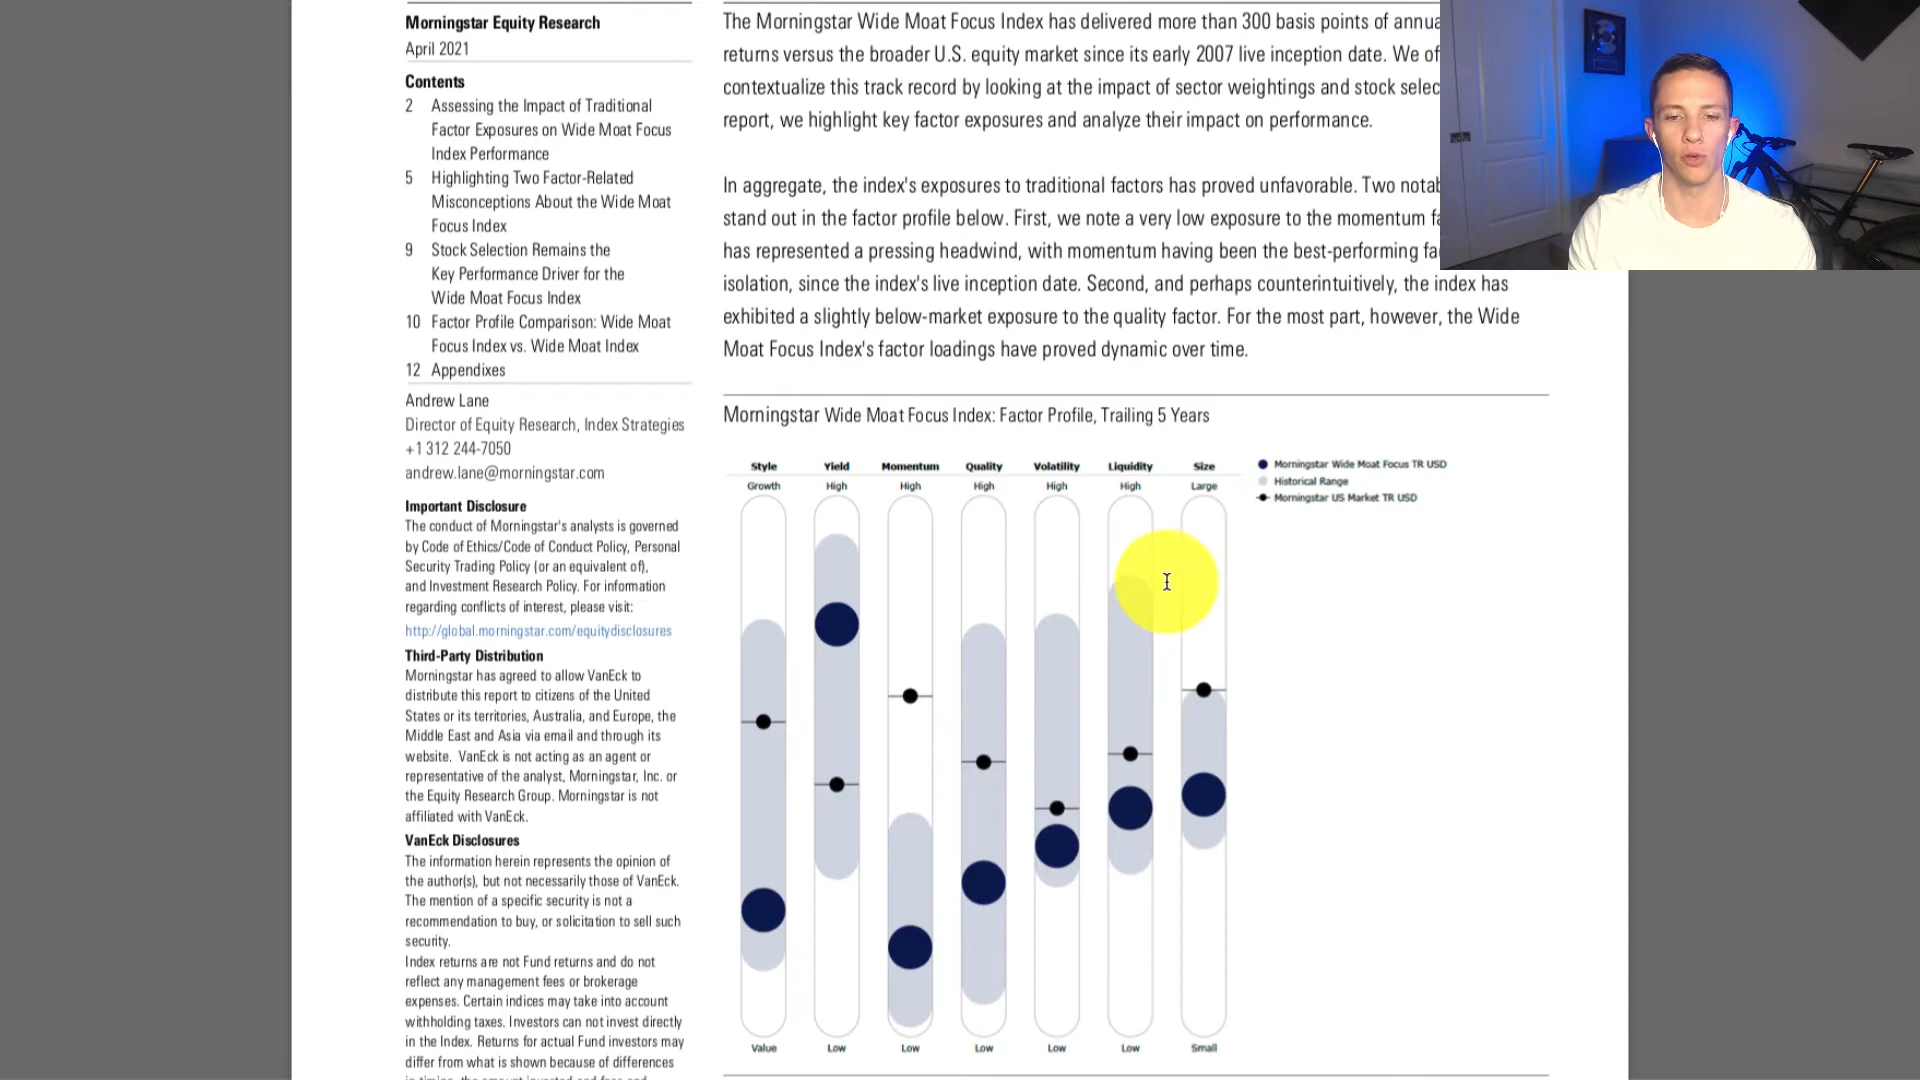 Morningstar Equity Research
April 2021
Contents
2 Assessing the Impact of Traditional
Factor Exposures on Wide Moat Focus
Index Performance
5 Highlighting Two Factor-Related
Misconceptions About the Wide Moat
Focus Index
9 Stock Selection Remains the
Key Performance Driver for the
Wide Moat Focus Index
10 Factor Profile Comparison: Wide Moat
Focus Index vs. Wide Moat Index
12 Appendixes
Andrew Lane
Director of Equity Research, Index Strategies
+1 312 244-7050
andrew.lane@morningstar.com
Important Disclosure
The conduct of Morningstar's analysts is governed
by Code of Ethics/Code of Conduct Policy, Personal
Security Trading Policy (or an equivalent of),
and Investment Research Policy. For information
regarding conflicts of interest, please visit:
http://global.morningstar.com/equitydisclosures
Third-Party Distribution
Morningstar has agreed to allow VanEck to
distribute this report to citizens of the United
States or its territories, Australia, and Europe, the
Middle East and Asia via email and through its
website. VanEck is not acting as an agent or
representative of the analyst, Morningstar, Inc. or
the Equity Research Group. Morningstar is not
affiliated with VanEck.
VanEck Disclosures
The information herein represents the opinion of
the author(s), but not necessarily those of VanEck.
The mention of a specific security is not a
recommendation to buy, or solicitation to sell such
security.
Index returns are not Fund returns and do not
reflect any management fees or brokerage
expenses. Certain indices may take into account
withholding taxes. Investors can not invest directly
in the Index. Returns for actual Fund investors may
differ from what is shown because of differences
The Morningstar Wide Moat Focus Index has delivered more than 300 basis points of annua
returns versus the broader U.S. equity market since its early 2007 live inception date. We of
contextualize this track record by looking at the impact of sector weightings and stock selec
report, we highlight key factor exposures and analyze their impact on performance.
In aggregate, the index's exposures to traditional factors has proved unfavorable. Two notab
stand out in the factor profile below. First, we note a very low exposure to the momentum fa
has represented a pressing headwind, with momentum having been the best-performing fa
isolation, since the index's live inception date. Second, and perhaps counterintuitively, the index has
exhibited a slightly below-market exposure to the quality factor. For the most part, however, the Wide
Moat Focus Index's factor loadings have proved dynamic over time.
Morningstar Wide Moat Focus Index: Factor Profile, Trailing 5 Years
Style Yield Momentum Quality Volatility Liquidity Size
Growth High High High High High Large
Morningstar Wide Moat Focus TR USD
Historical Range
Morningstar US Market TR USD
Value Low Low Low Low Low Small